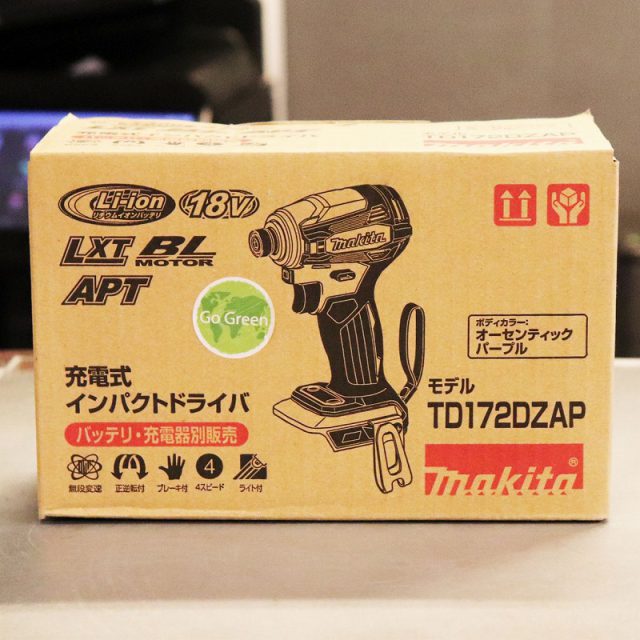 TD172DZAP
Li-ion
リチウムイオンバッテリ
18V
LXT BL
MOTOR
APT
Go Green
makita
ボディカラー:
オーセンティック
パープル
充電式
インパクトドライバ
バッテリ・充電器別販売
モデル
TD172DZAP
makita®
無段変速
正逆転付
ブレーキ付
4
4スピード
ライト付